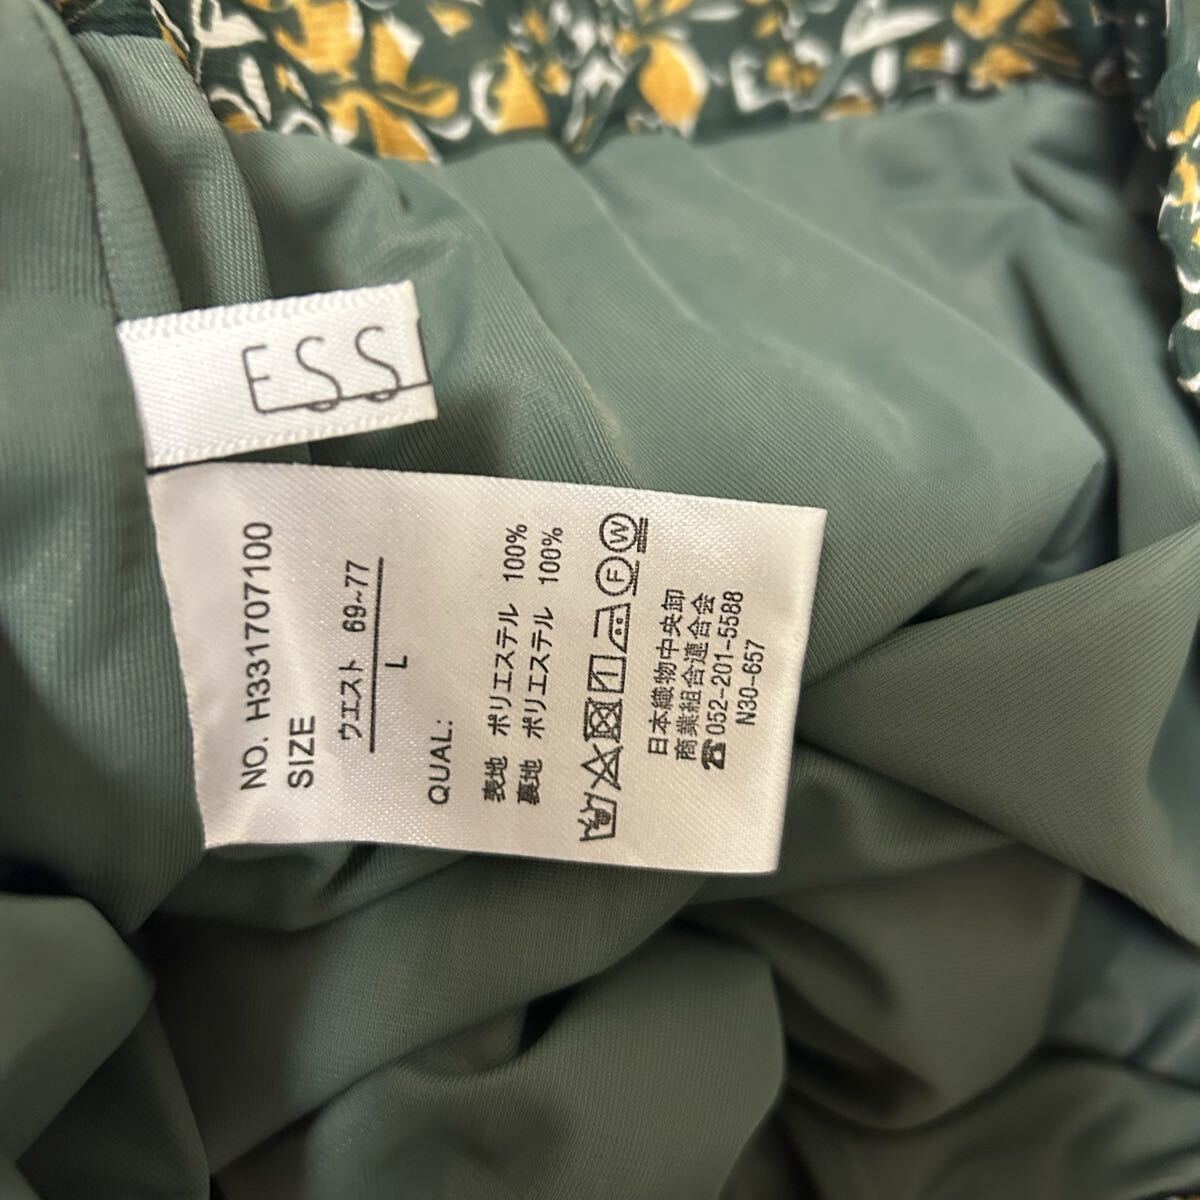 ESS
NO. H331707100
SIZE
ウエスト 69~77
L
QUAL:
表地 ポリエステル 100%
裏地 ポリエステル 100%
F W
日本織物中央卸
商業組合連合会
☎052-201-5588
N30-657